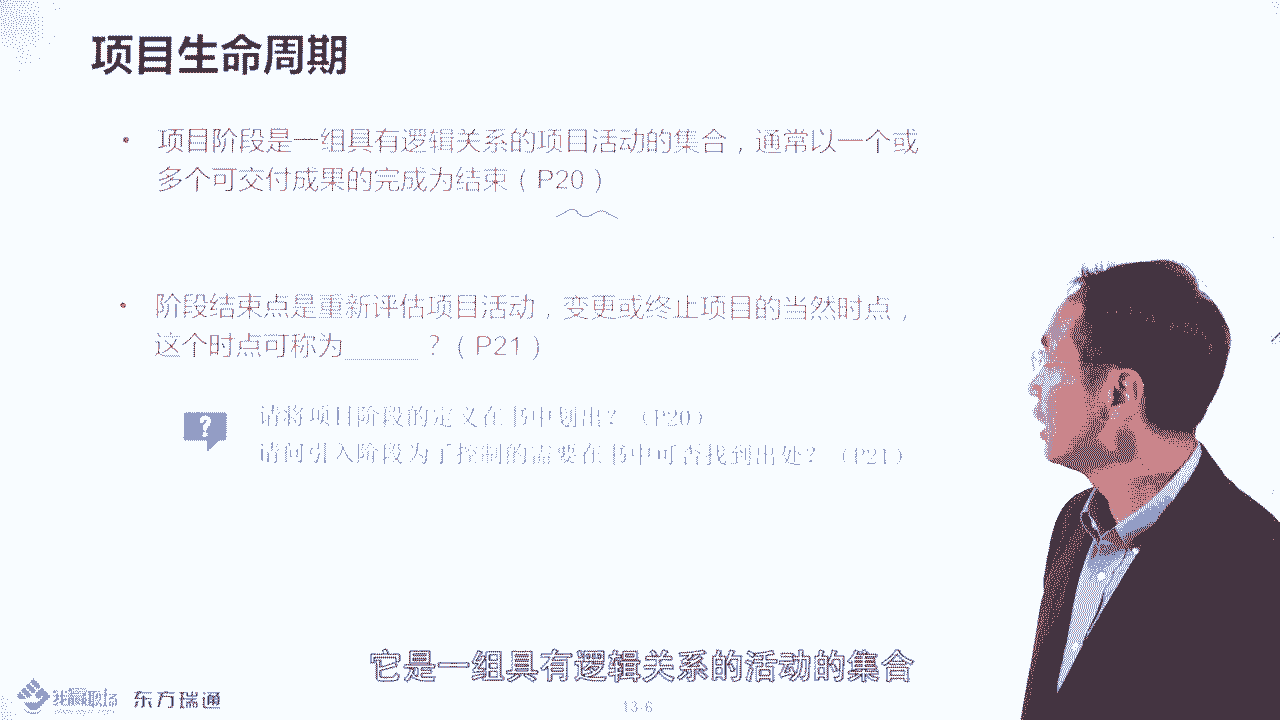 项目生命周期
• 项目阶段是一组具有逻辑关系的项目活动的集合，通常以一个或
多个可交付成果的完成为结束（P20）
• 阶段结束点是重新评估项目活动，变更或终止项目的当然时点，
这个时点可称为______？（P21）
?
请将项目阶段的定义在书中划出？（P20）
请问引入阶段为了控制的需要在书中可否找到出处？（P21）
它是一组具有逻辑关系的活动的集合
东方瑞通
13-6